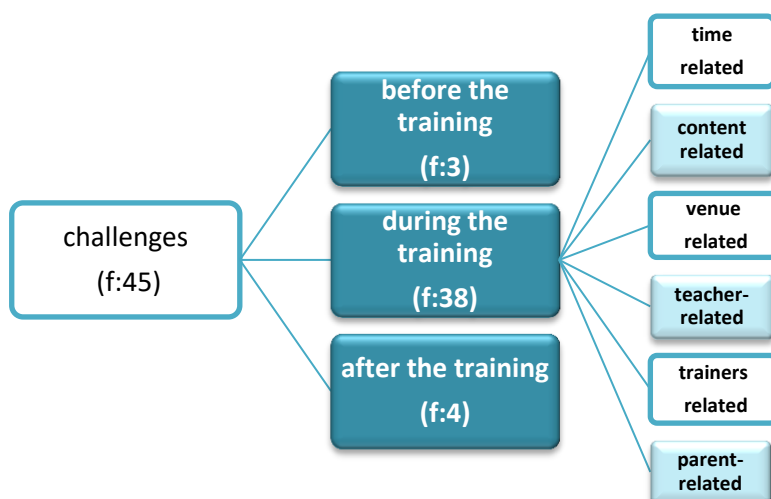 challenges
(f:45)
before the
training
(f:3)
during the
training
(f:38)
after the training
(f:4)
time
related
content
related
venue
related
teacher-
related
trainers
related
parent-
related